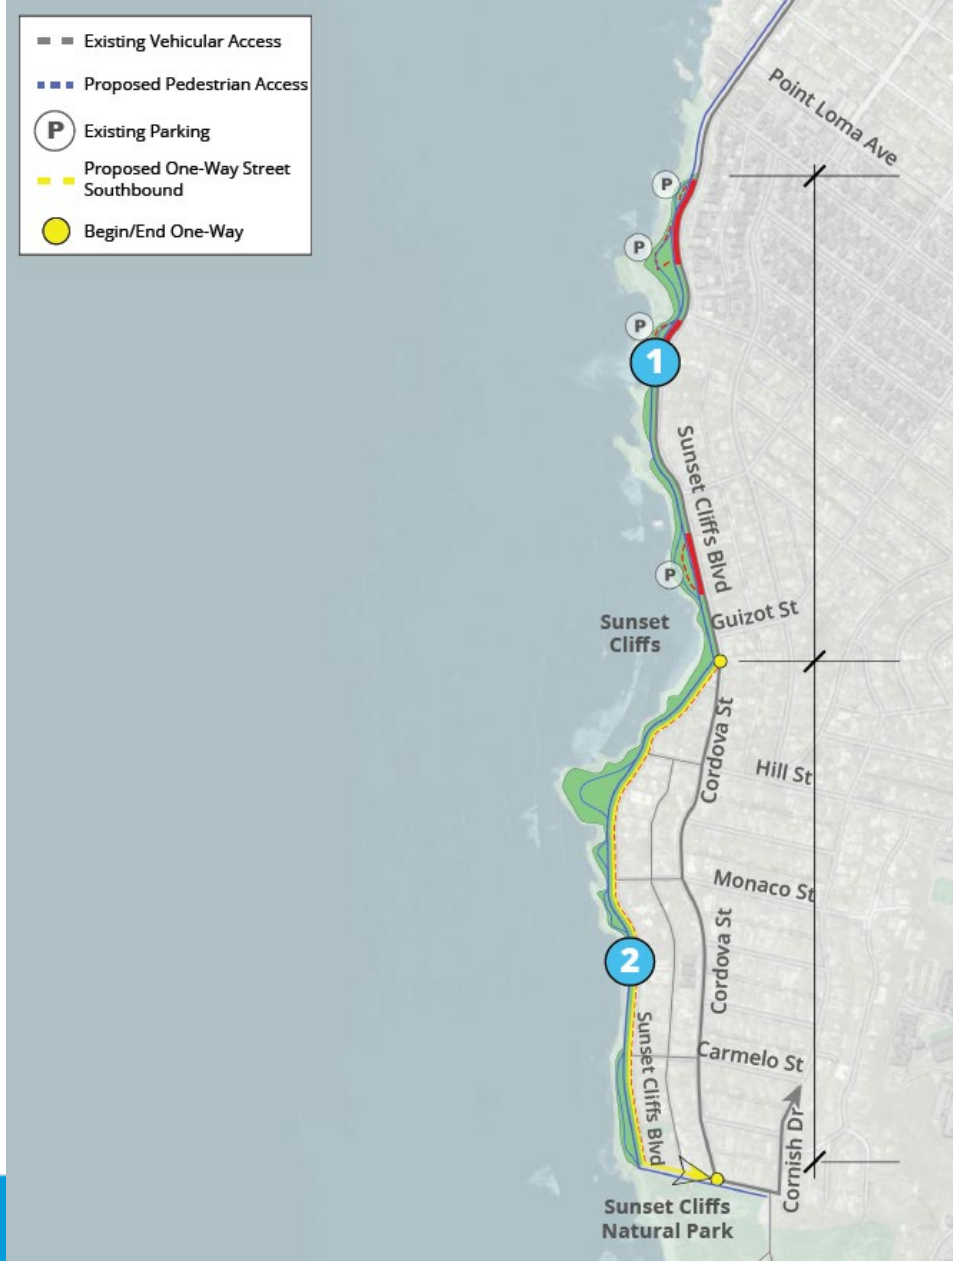 Existing Vehicular Access
Proposed Pedestrian Access
P
Existing Parking
Proposed One-Way Street
Southbound
Begin/End One-Way
Point Loma Ave
P
P
P
1
Sunset Cliffs Blvd
P
Guizot St
Sunset
Cliffs
Cordova St
Hill St
Monaco St
Cordova St
2
Sunset Cliffs Blvd
Carmelo St
Cornish Dr
Sunset Cliffs
Natural Park